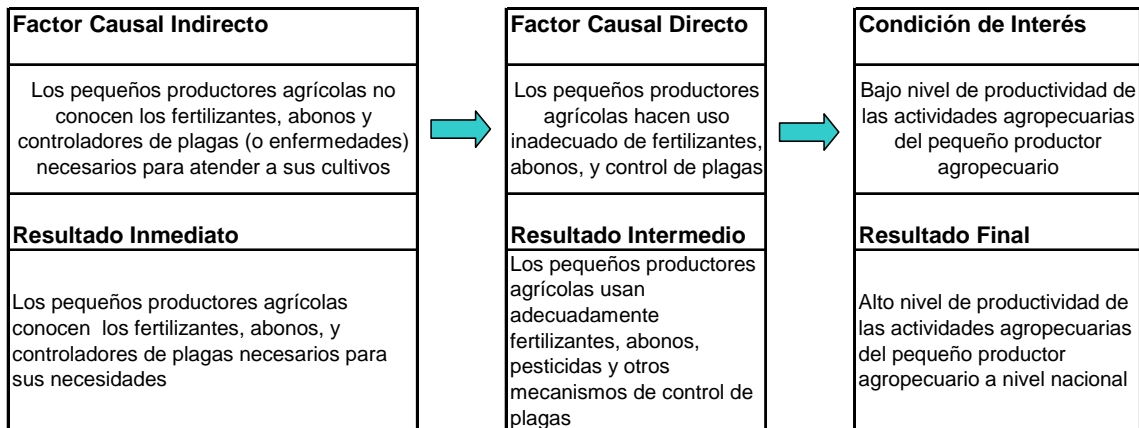 Factor Causal Indirecto
Los pequeños productores agrícolas no
conocen los fertilizantes, abonos y
controladores de plagas (o enfermedades)
necesarios para atender a sus cultivos
Resultado Inmediato
Los pequeños productores agrícolas
conocen  los fertilizantes, abonos, y
controladores de plagas necesarios para
sus necesidades
Factor Causal Directo
Los pequeños productores
agrícolas hacen uso
inadecuado de fertilizantes,
abonos, y control de plagas
Resultado Intermedio
Los pequeños productores
agrícolas usan
adecuadamente
fertilizantes, abonos,
pesticidas y otros
mecanismos de control de
plagas
Condición de Interés
Bajo nivel de productividad de
las actividades agropecuarias
del pequeño productor
agropecuario
Resultado Final
Alto nivel de productividad de
las actividades agropecuarias
del pequeño productor
agropecuario a nivel nacional